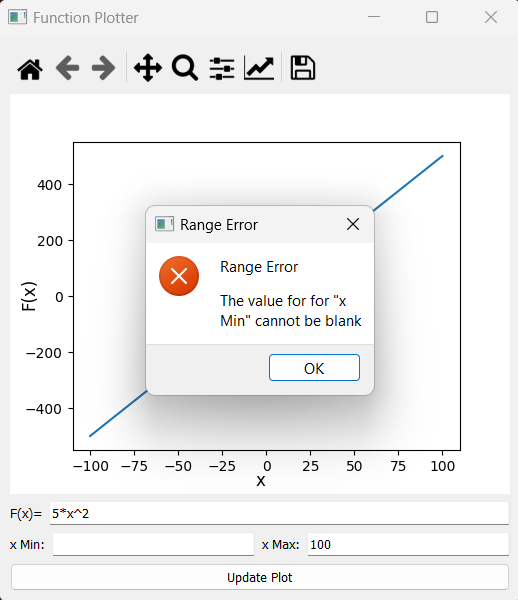 Function Plotter
400
200
0
−200
−400
F(x)
Range Error
Range Error
The value for for "x
Min" cannot be blank
OK
−100 −75 −50 −25 0 25 50 75 100
x
F(x)= 5*x^2
x Min: x Max: 100
Update Plot